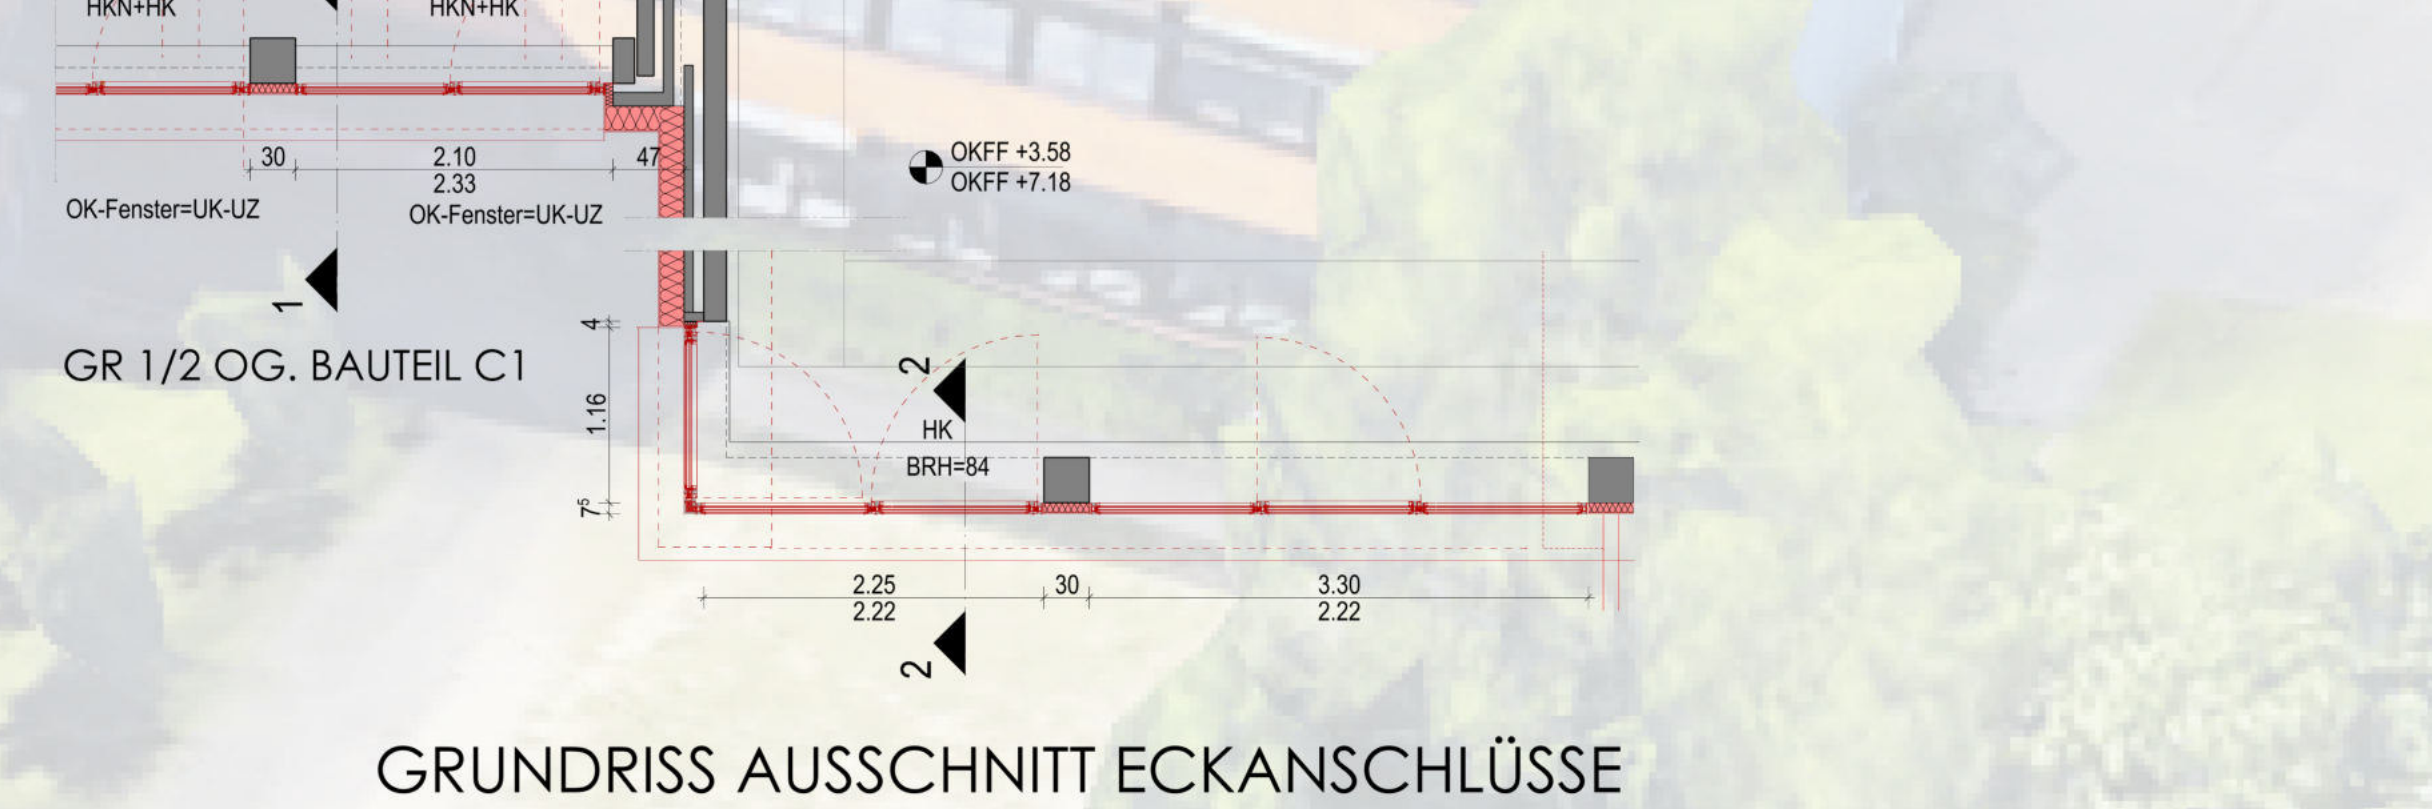 HKN+HK
HKN+HK
30
2.10
47
2.33
OK-Fenster=UK-UZ
OK-Fenster=UK-UZ
OKFF +3.58
OKFF +7.18
1
GR 1/2 OG. BAUTEIL C1
4
1.16
7⁵
2
HK
BRH=84
2.25
30
3.30
2.22
2.22
2
GRUNDRISS AUSSCHNITT ECKANSCHLÜSSE